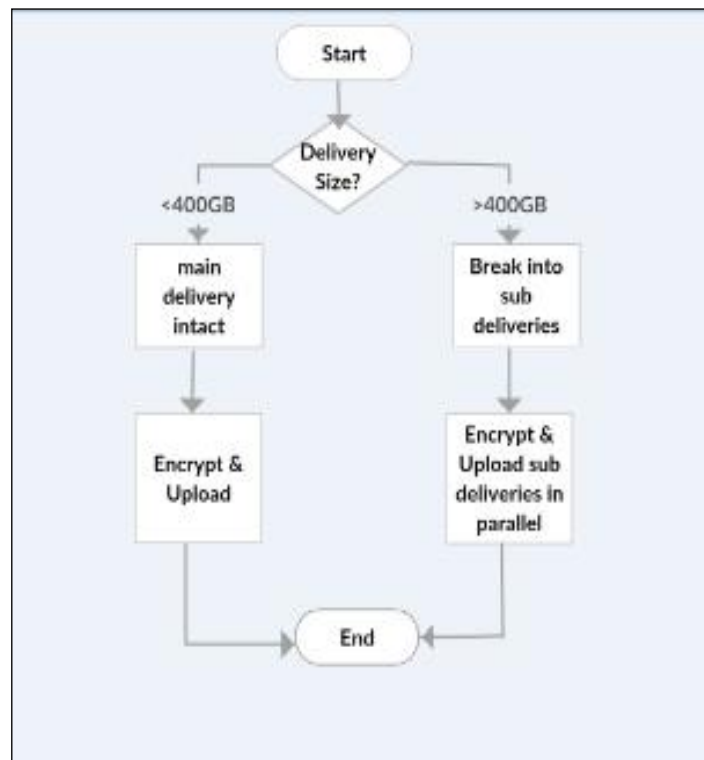 Start
Delivery
Size?
<400GB
>400GB
main
delivery
intact
Break into
sub
deliveries
Encrypt &
Upload
Encrypt &
Upload sub
deliveries in
parallel
End